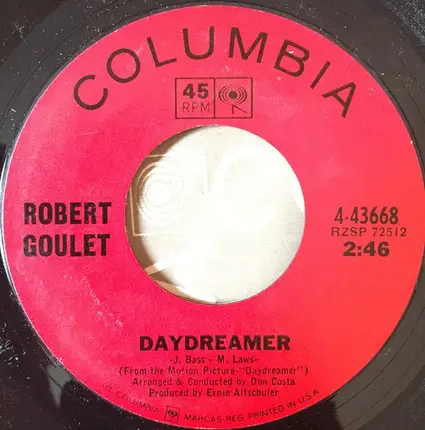 COLUMBIA
45
RPM
ROBERT
GOULET
4-43668
RZSP 72512
2:46
DAYDREAMER
-J. Bass - M. Laws-
(From the Motion Picture "Daydreamer")
Arranged & Conducted by Don Costa
Produced by Ernie Altschuler
COLUMBIA MARCAS REG. PRINTED IN U.S.A.